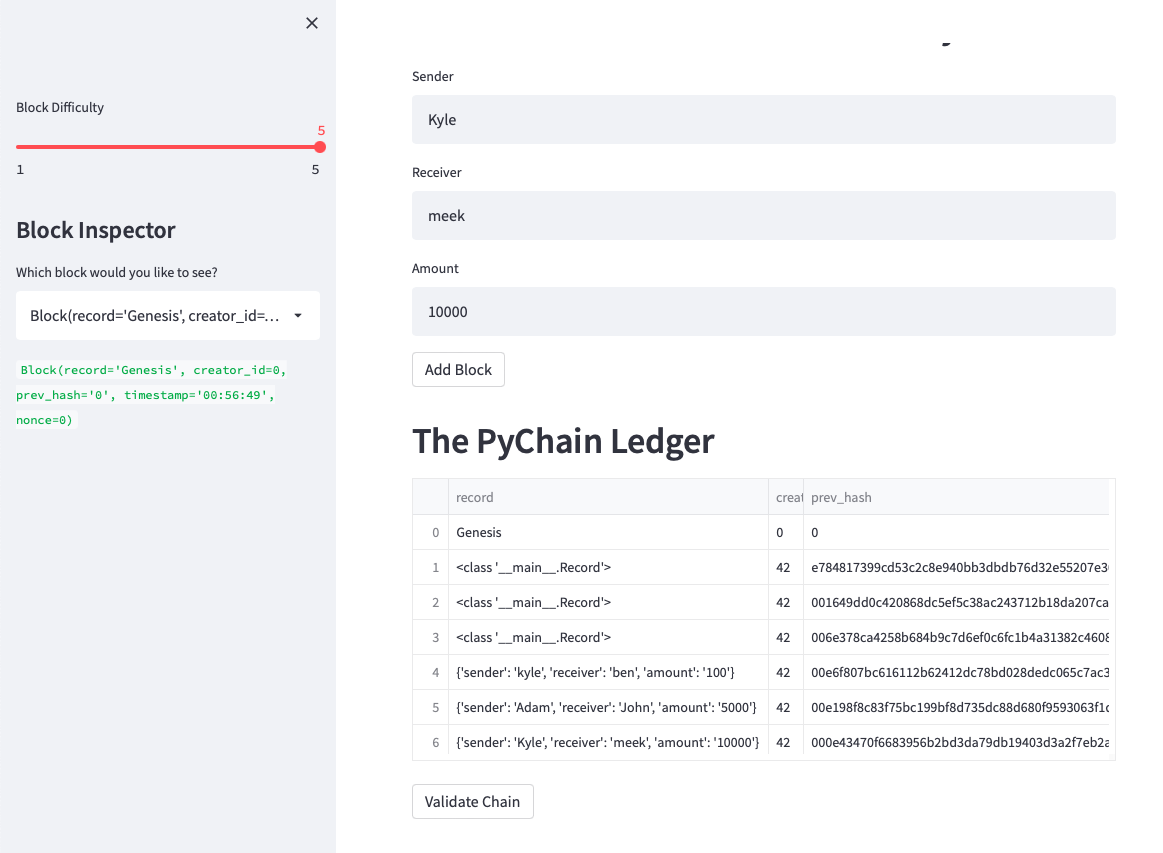 Block Difficulty
5
1 5
Block Inspector
Which block would you like to see?
Block(record='Genesis', creator_id=...
Block(record='Genesis', creator_id=0,
prev_hash='0', timestamp='00:56:49',
nonce=0)
Sender
Kyle
Receiver
meek
Amount
10000
Add Block
The PyChain Ledger
record creat prev_hash
0 Genesis 0 0
1 <class '__main__.Record'> 42 e784817399cd53c2c8e940bb3dbdb76d32e55207e3
2 <class '__main__.Record'> 42 001649dd0c420868dc5ef5c38ac243712b18da207ca
3 <class '__main__.Record'> 42 006e378ca4258b684b9c7d6ef0c6fc1b4a31382c4608
4 {'sender': 'kyle', 'receiver': 'ben', 'amount': '100'} 42 00e6f807bc616112b62412dc78bd028dedc065c7ac3
5 {'sender': 'Adam', 'receiver': 'John', 'amount': '5000'} 42 00e198f8c83f75bc199bf8d735dc88d680f9593063f1c
6 {'sender': 'Kyle', 'receiver': 'meek', 'amount': '10000'} 42 000e43470f6683956b2bd3da79db19403d3a2f7eb2a
Validate Chain